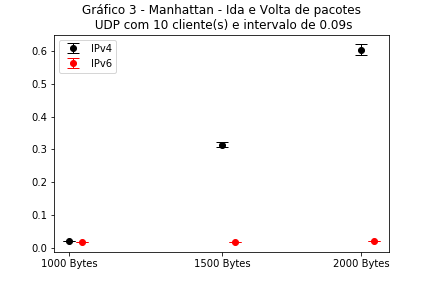 Gráfico 3 - Manhattan - Ida e Volta de pacotes
UDP com 10 cliente(s) e intervalo de 0.09s
IPv4
IPv6
0.6
0.5
0.4
0.3
0.2
0.1
0.0
1000 Bytes
1500 Bytes
2000 Bytes